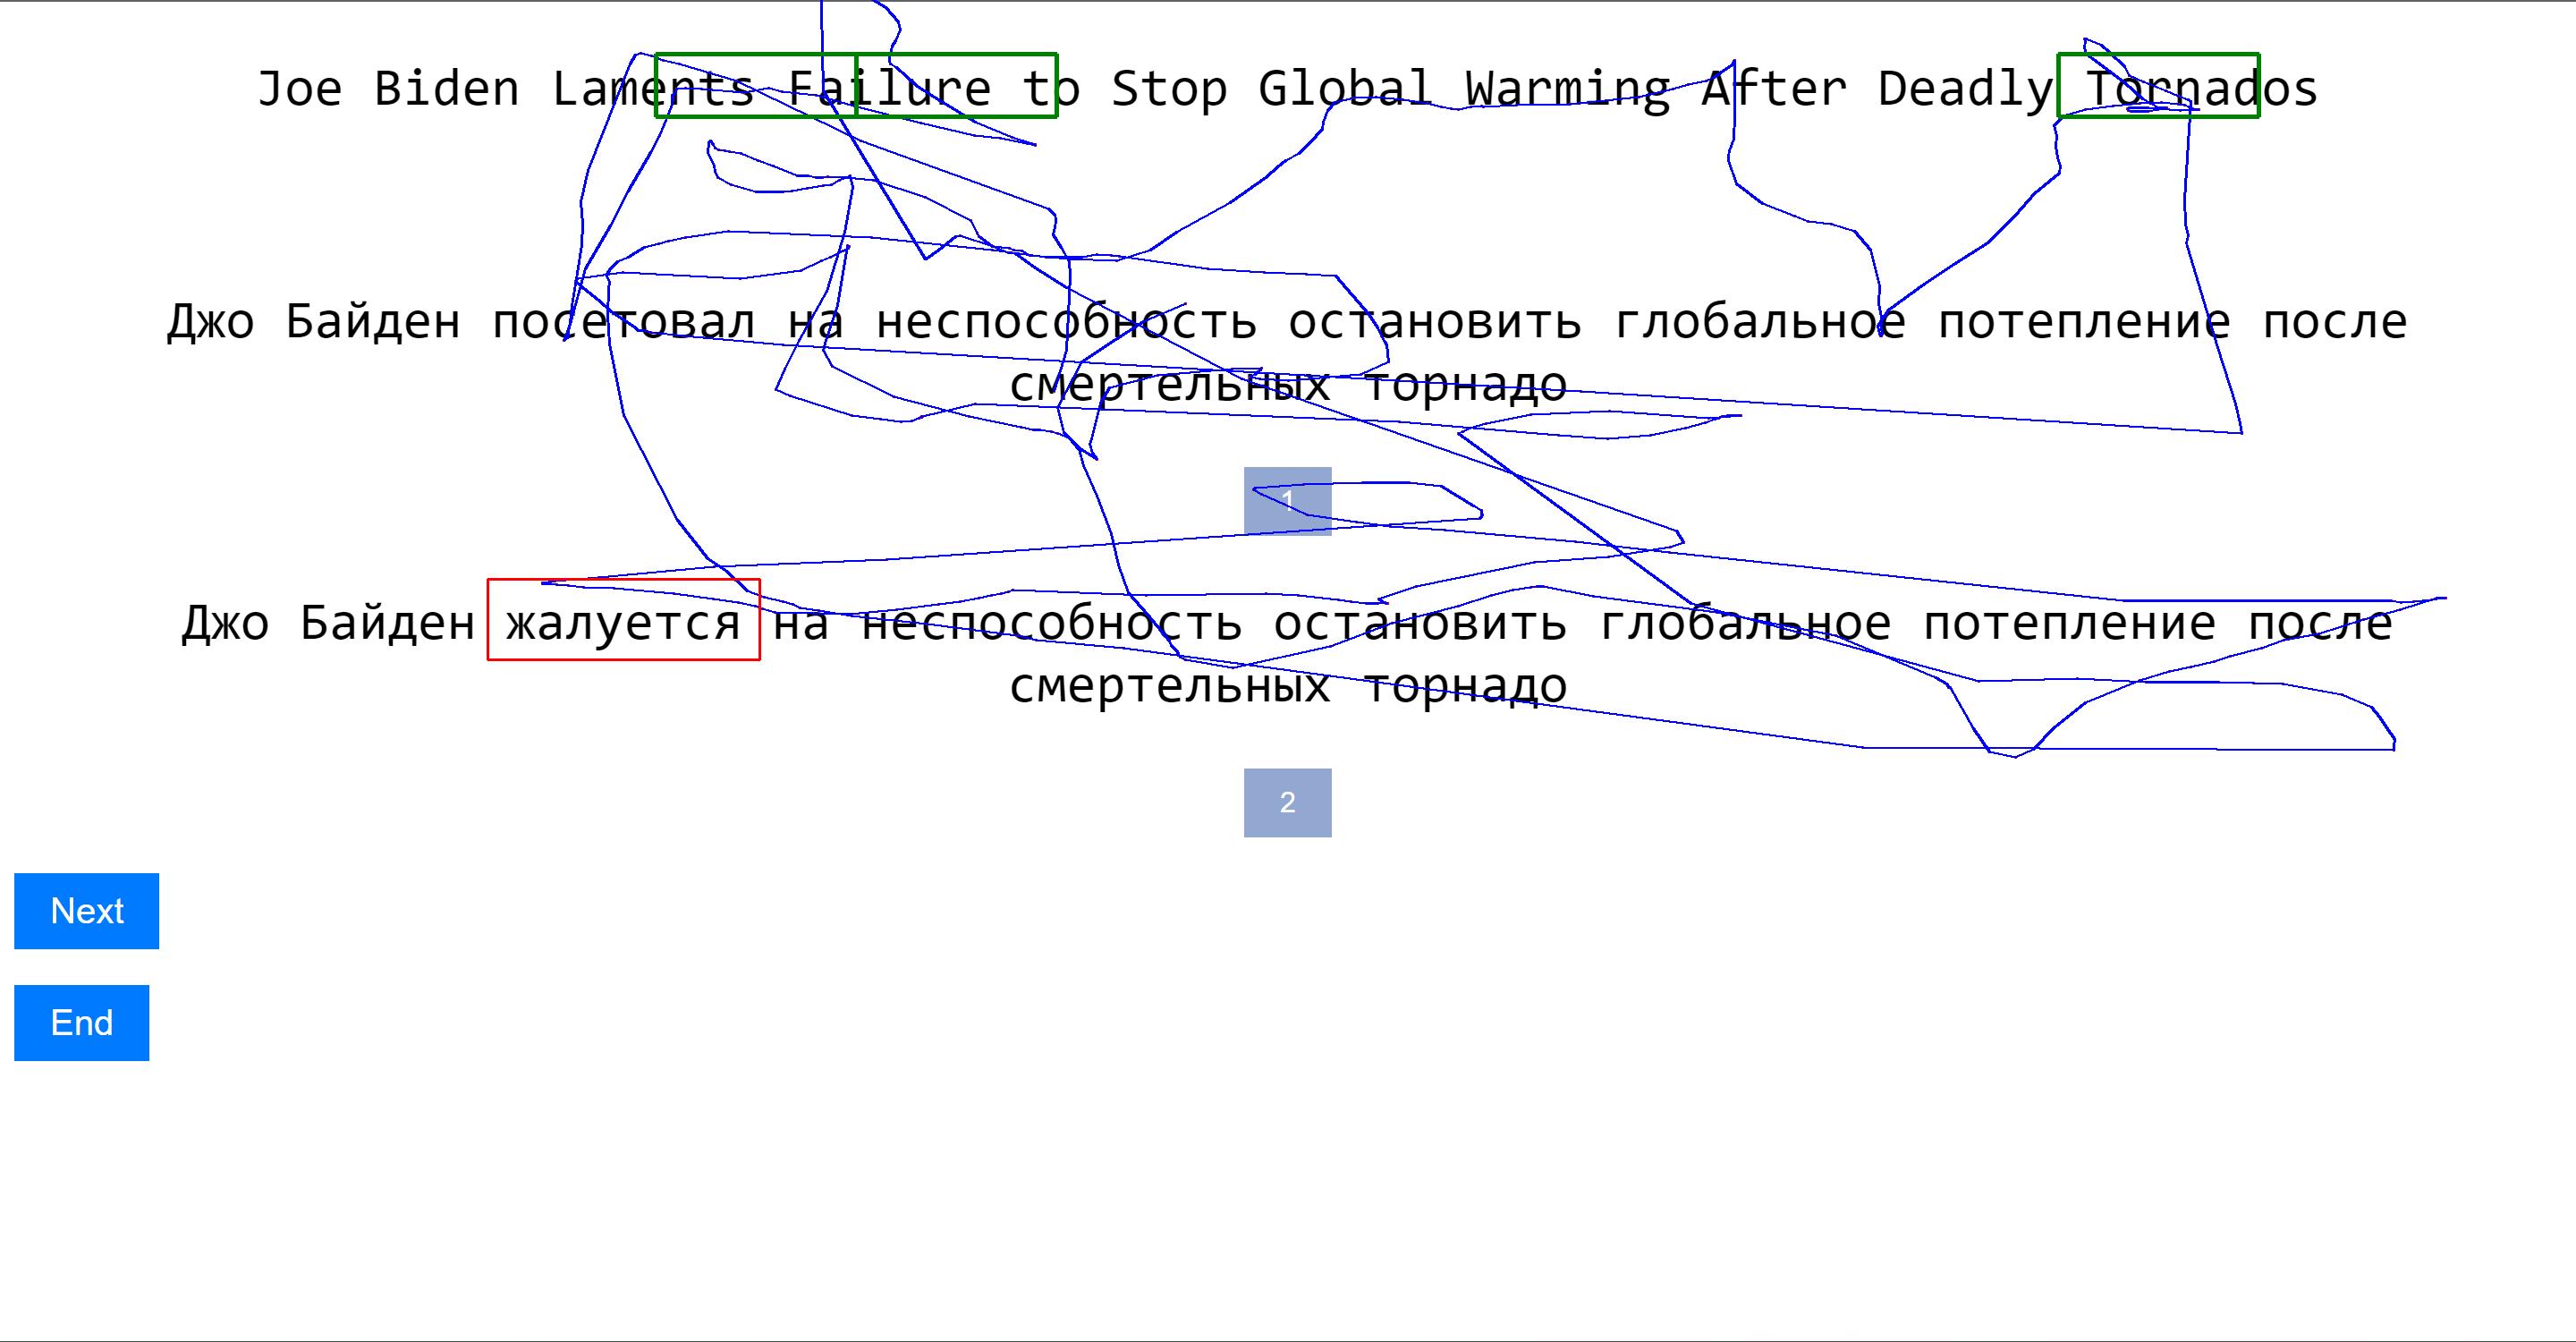 Joe Biden Laments Failure to Stop Global Warming After Deadly Tornados
Джо Байден посетовал на неспособность остановить глобальное потепление после
смертельных торнадо
1
Джо Байден жалуется на неспособность остановить глобальное потепление после
смертельных торнадо
2
Next
End